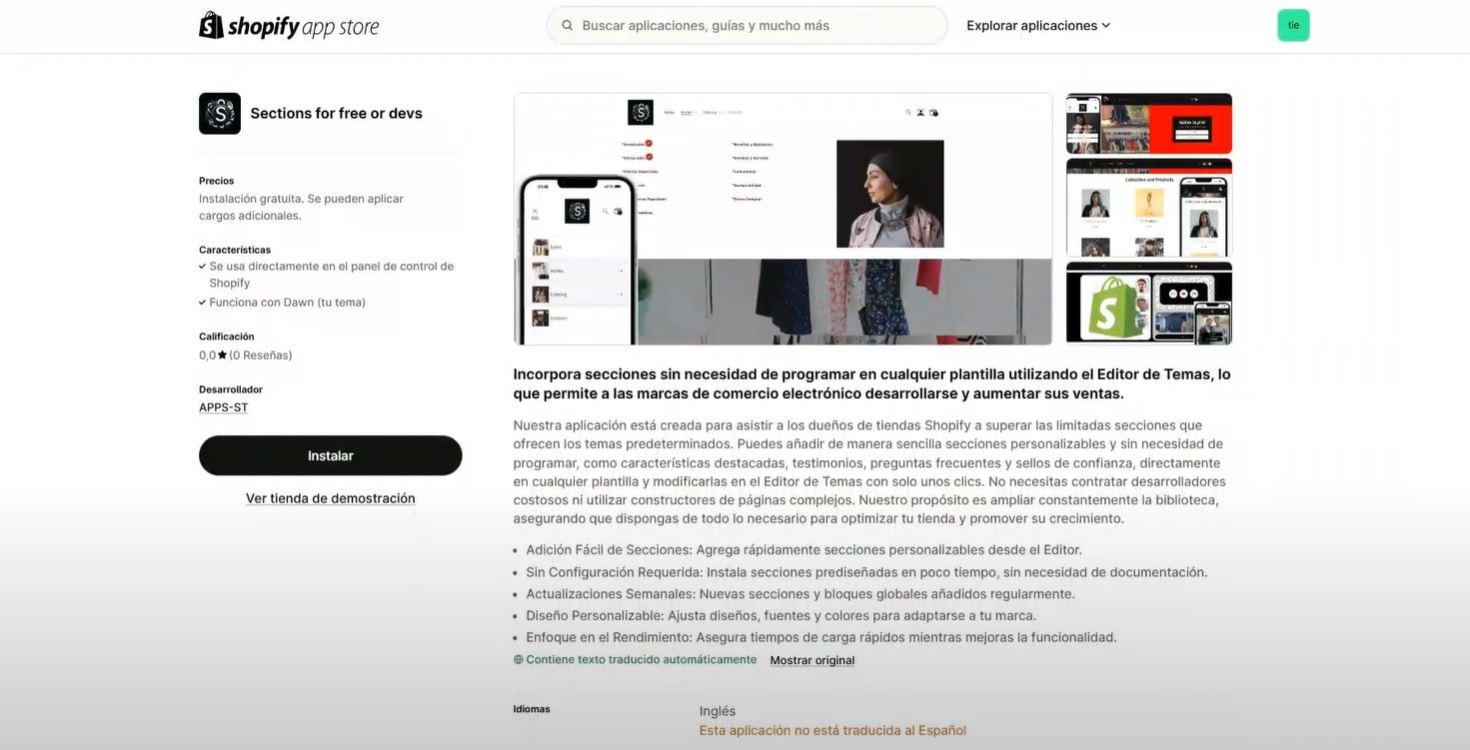 shopify app store
Buscar aplicaciones, guías y mucho más
Explorar aplicaciones
tie
Sections for free or devs
Precios
Instalación gratuita. Se pueden aplicar
cargos adicionales.
Características
Se usa directamente en el panel de control de
Shopify
Funciona con Dawn (tu tema)
Calificación
0,0 (0 Reseñas)
Desarrollador
APPS-ST
Instalar
Ver tienda de demostración
Incorpora secciones sin necesidad de programar en cualquier plantilla utilizando el Editor de Temas, lo
que permite a las marcas de comercio electrónico desarrollarse y aumentar sus ventas.
Nuestra aplicación está creada para asistir a los dueños de tiendas Shopify a superar las limitadas secciones que
ofrecen los temas predeterminados. Puedes añadir de manera sencilla secciones personalizables y sin necesidad de
programar, como características destacadas, testimonios, preguntas frecuentes y sellos de confianza, directamente
en cualquier plantilla y modificarlas en el Editor de Temas con solo unos clics. No necesitas contratar desarrolladores
costosos ni utilizar constructores de páginas complejos. Nuestro propósito es ampliar constantemente la biblioteca,
asegurando que dispongas de todo lo necesario para optimizar tu tienda y promover su crecimiento.
Adición Fácil de Secciones: Agrega rápidamente secciones personalizables desde el Editor.
Sin Configuración Requerida: Instala secciones prediseñadas en poco tiempo, sin necesidad de documentación.
Actualizaciones Semanales: Nuevas secciones y bloques globales añadidos regularmente.
Diseño Personalizable: Ajusta diseños, fuentes y colores para adaptarse a tu marca.
Enfoque en el Rendimiento: Asegura tiempos de carga rápidos mientras mejoras la funcionalidad.
Contiene texto traducido automáticamente Mostrar original
Idiomas
Inglés
Esta aplicación no está traducida al Español